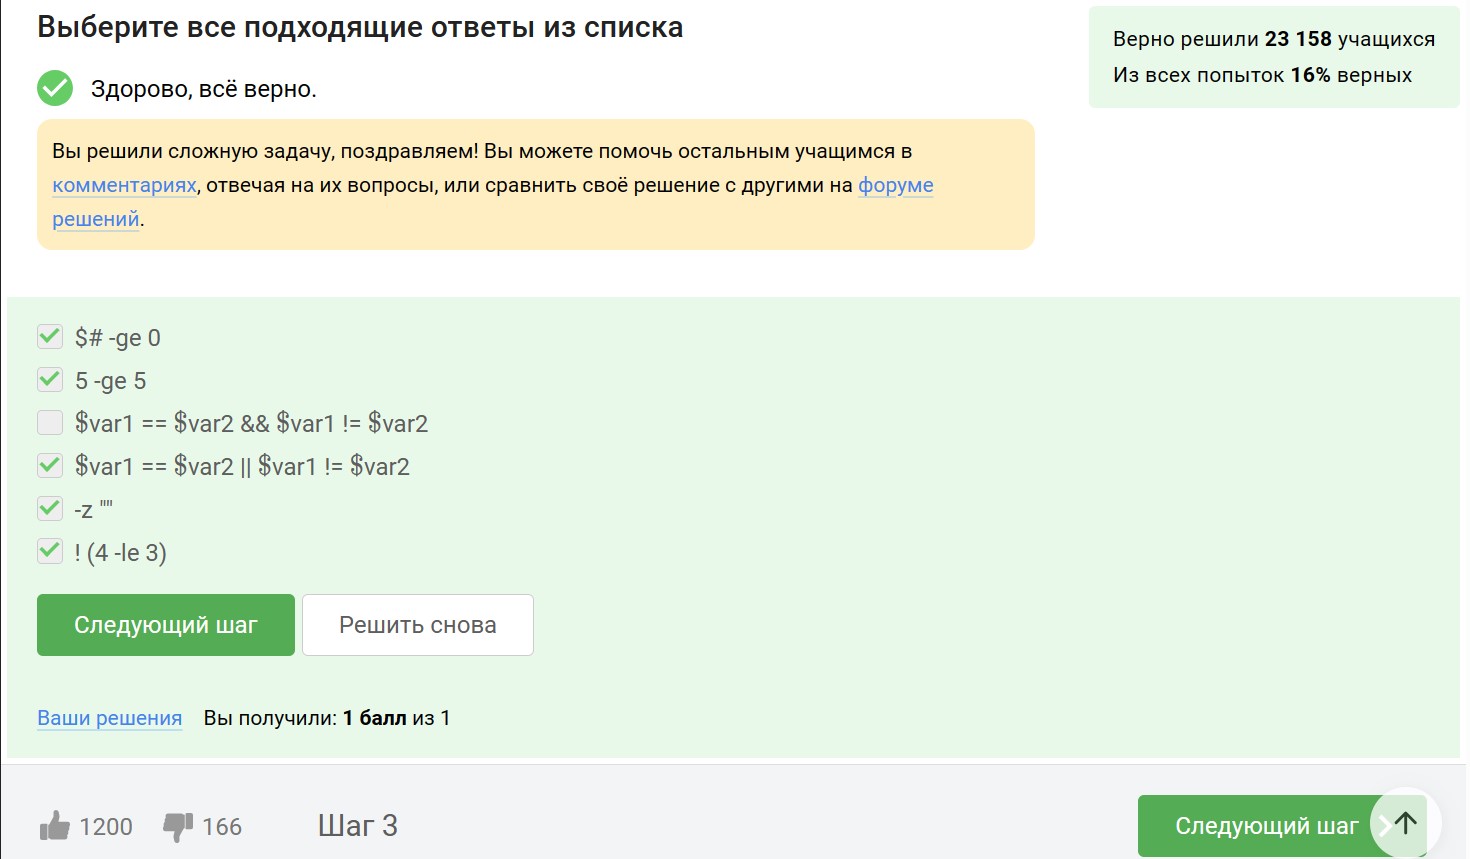 Выберите все подходящие ответы из списка
Верно решили 23 158 учащихся
Из всех попыток 16% верных
Здорово, всё верно.
Вы решили сложную задачу, поздравляем! Вы можете помочь остальным учащимся в
комментариях, отвечая на их вопросы, или сравнить своё решение с другими на форуме
решений.
$# -ge 0
5 -ge 5
$var1 == $var2 && $var1 != $var2
$var1 == $var2 || $var1 != $var2
-z ""
! (4 -le 3)
Следующий шаг
Решить снова
Ваши решения Вы получили: 1 балл из 1
1200 166 Шаг 3 Следующий шаг